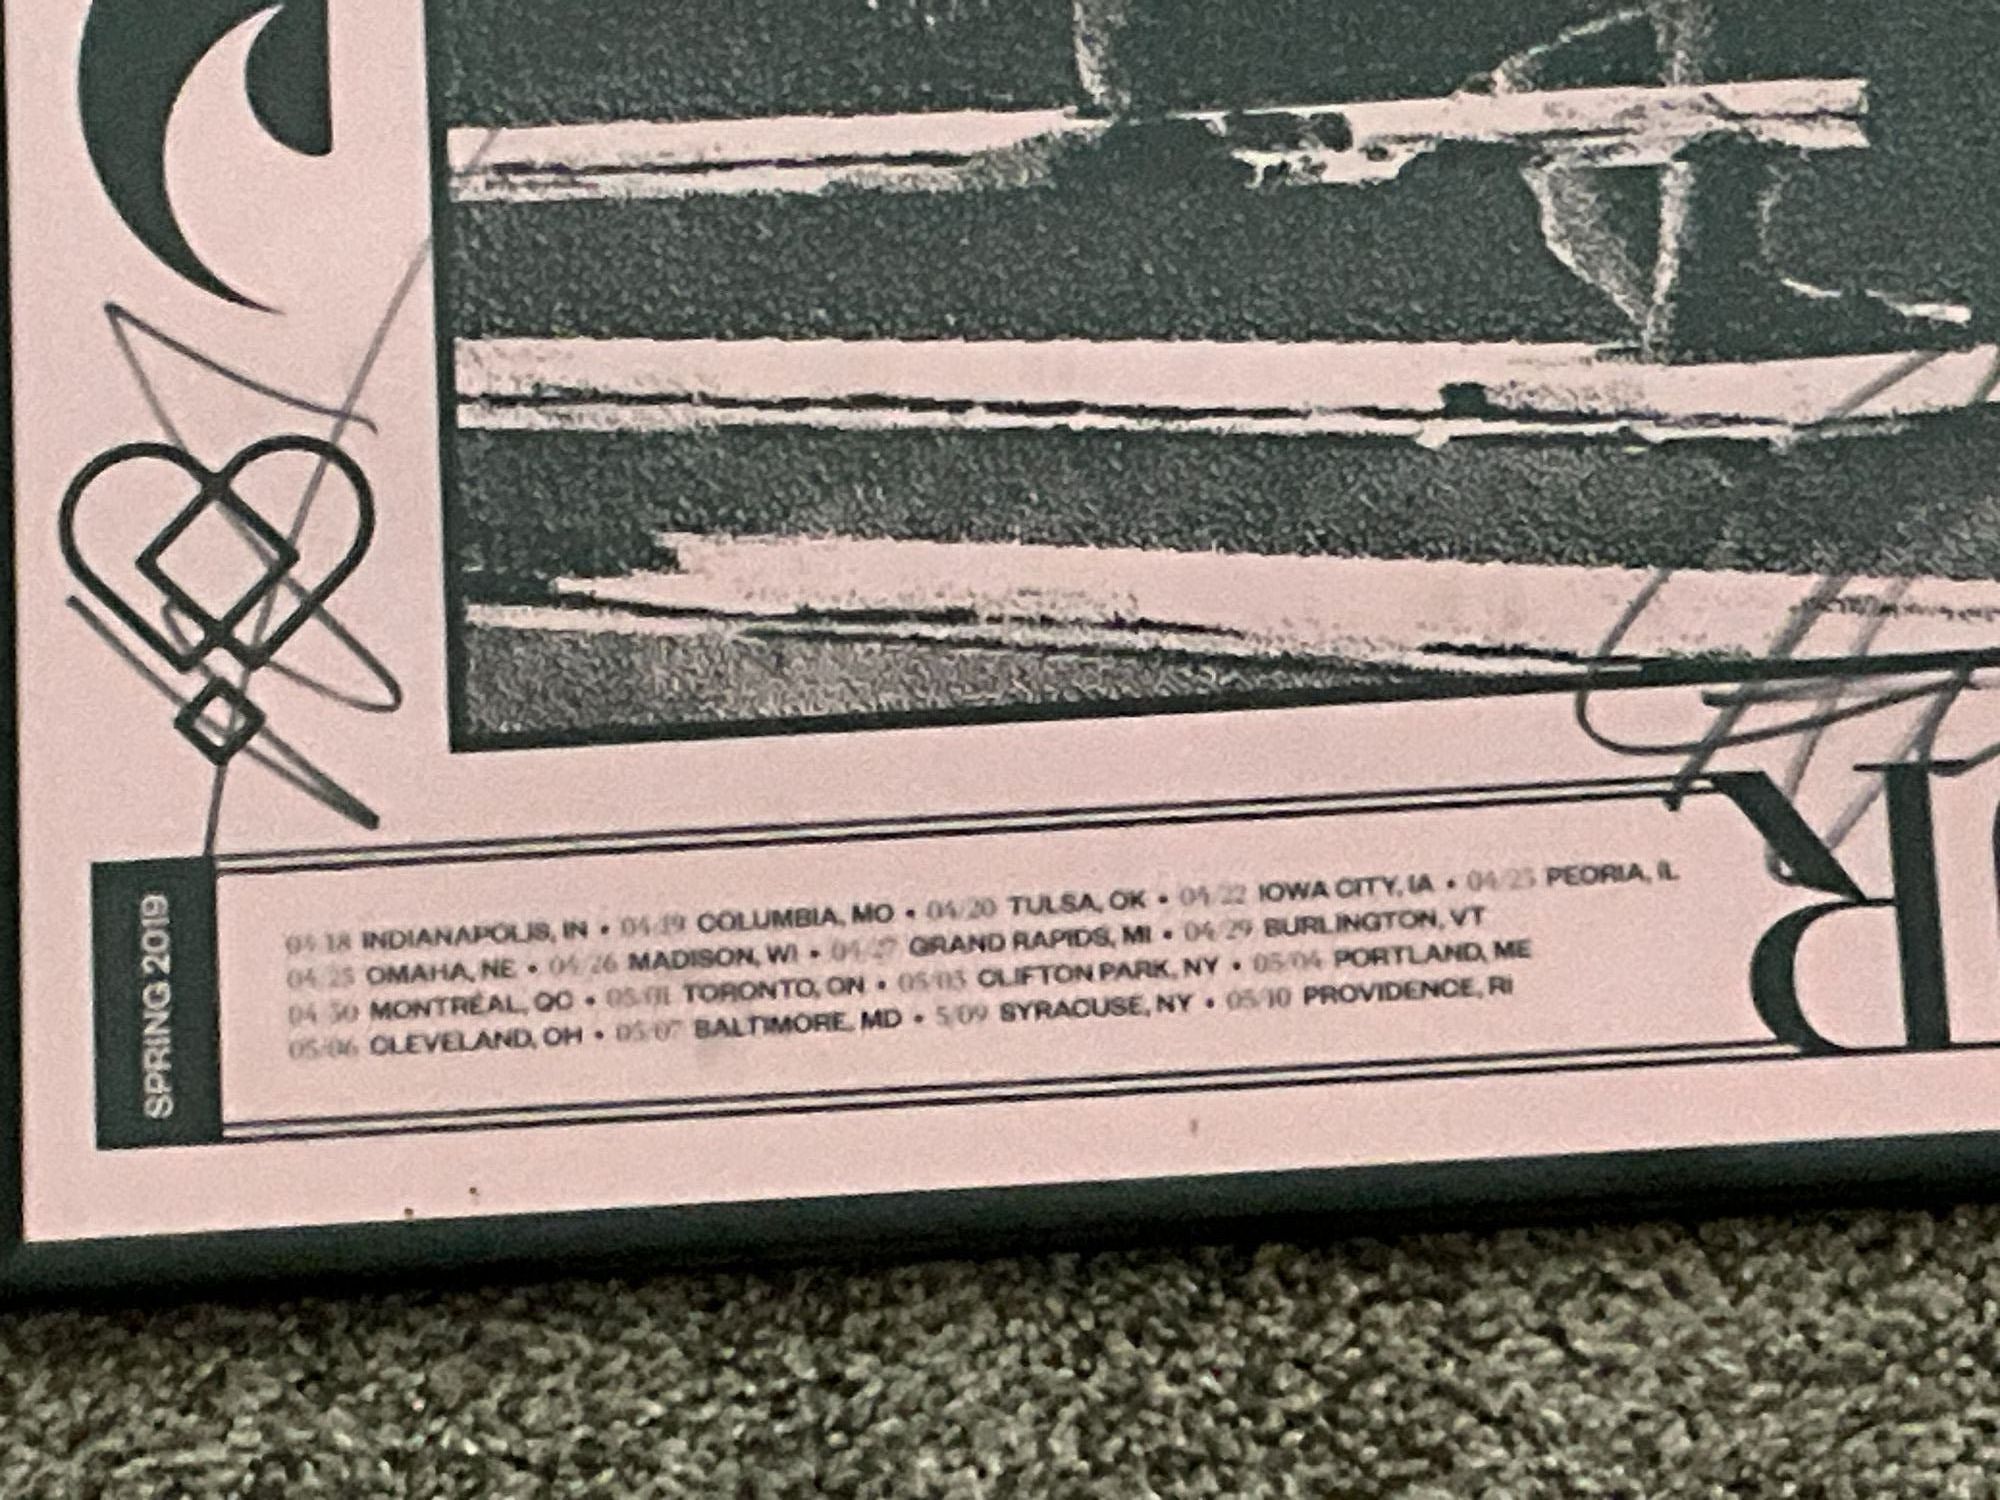 SPRING 2019
04/18 INDIANAPOLIS, IN • 04/19 COLUMBIA, MO • 04/20 TULSA, OK • 04/22 IOWA CITY, IA • 04/23 PEORIA, IL
04/25 OMAHA, NE • 04/26 MADISON, WI • 04/27 GRAND RAPIDS, MI • 04/29 BURLINGTON, VT
04/30 MONTRÉAL, QC • 05/01 TORONTO, ON • 05/03 CLIFTON PARK, NY • 05/04 PORTLAND, ME
05/06 CLEVELAND, OH • 05/07 BALTIMORE, MD • 5/09 SYRACUSE, NY • 05/10 PROVIDENCE, RI